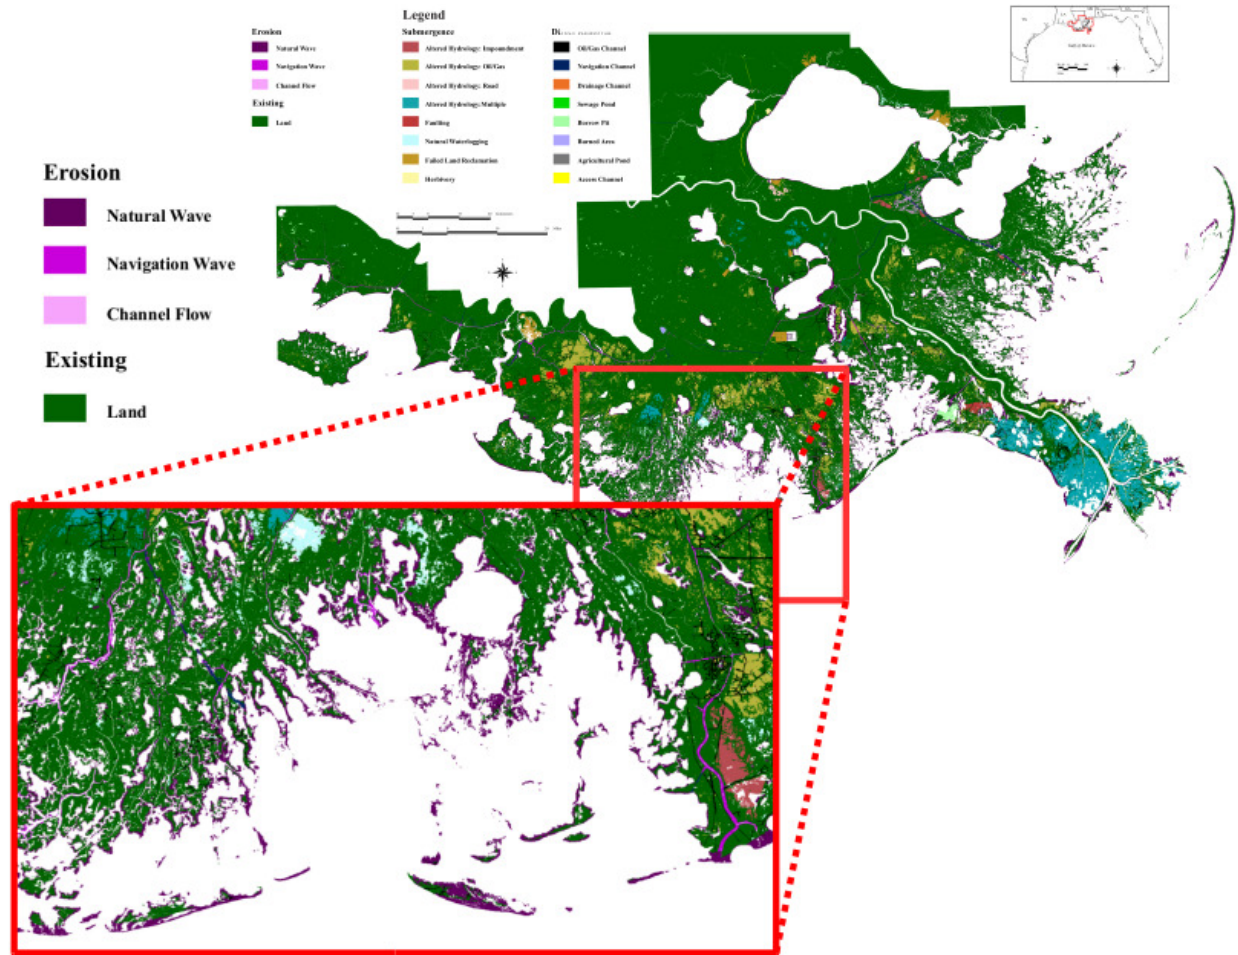 Legend
Erosion
Natural Wave
Navigation Wave
Channel Flow
Existing
Land
Submergence
Altered Hydrology: Impoundment
Altered Hydrology: Oil/Gas
Altered Hydrology: Road
Altered Hydrology:Multiple
Faulting
Natural Waterlogging
Failed Land Reclamation
Herbivory
Oil/Gas Channel
Navigation Channel
Drainage Channel
Sewage Pond
Borrow Pit
Burned Area
Agricultural Pond
Access Channel
Erosion
Natural Wave
Navigation Wave
Channel Flow
Existing
Land